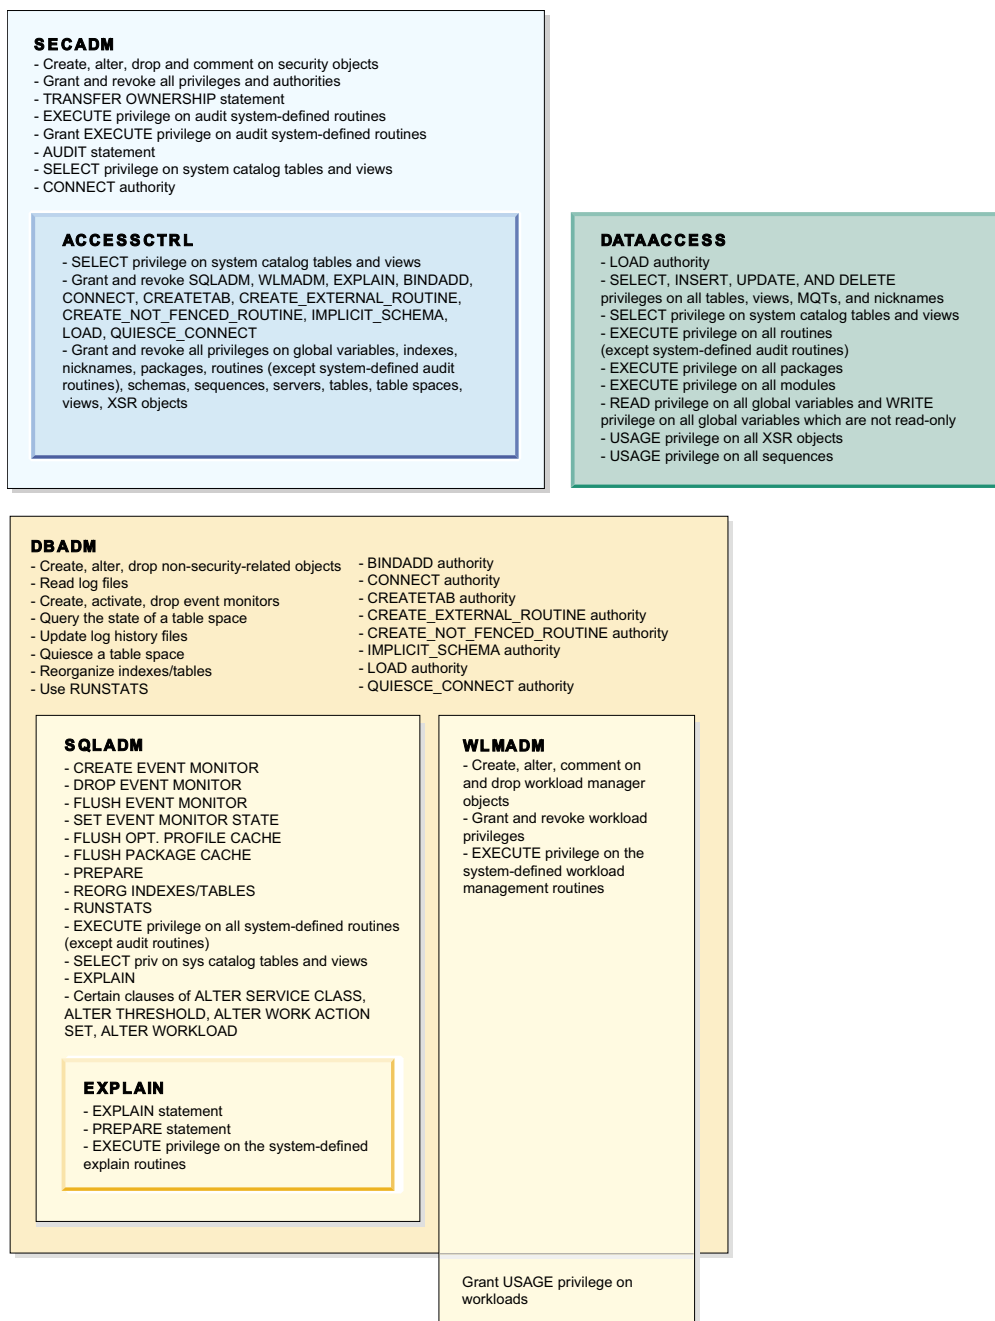 SECADM
- Create, alter, drop and comment on security objects
- Grant and revoke all privileges and authorities
- TRANSFER OWNERSHIP statement
- EXECUTE privilege on audit system-defined routines
- Grant EXECUTE privilege on audit system-defined routines
- AUDIT statement
- SELECT privilege on system catalog tables and views
- CONNECT authority
ACCESSCTRL
- SELECT privilege on system catalog tables and views
- Grant and revoke SQLADM, WLMADM, EXPLAIN, BINDADD,
CONNECT, CREATETAB, CREATE_EXTERNAL_ROUTINE,
CREATE_NOT_FENCED_ROUTINE, IMPLICIT_SCHEMA,
LOAD, QUIESCE_CONNECT
- Grant and revoke all privileges on global variables, indexes,
nicknames, packages, routines (except system-defined audit
routines), schemas, sequences, servers, tables, table spaces,
views, XSR objects
DATAACCESS
- LOAD authority
- SELECT, INSERT, UPDATE, AND DELETE
privileges on all tables, views, MQTs, and nicknames
- SELECT privilege on system catalog tables and views
- EXECUTE privilege on all routines
(except system-defined audit routines)
- EXECUTE privilege on all packages
- EXECUTE privilege on all modules
- READ privilege on all global variables and WRITE
privilege on all global variables which are not read-only
- USAGE privilege on all XSR objects
- USAGE privilege on all sequences
DBADM
- Create, alter, drop non-security-related objects
- Read log files
- Create, activate, drop event monitors
- Query the state of a table space
- Update log history files
- Quiesce a table space
- Reorganize indexes/tables
- Use RUNSTATS
- BINDADD authority
- CONNECT authority
- CREATETAB authority
- CREATE_EXTERNAL_ROUTINE authority
- CREATE_NOT_FENCED_ROUTINE authority
- IMPLICIT_SCHEMA authority
- LOAD authority
- QUIESCE_CONNECT authority
SQLADM
- CREATE EVENT MONITOR
- DROP EVENT MONITOR
- FLUSH EVENT MONITOR
- SET EVENT MONITOR STATE
- FLUSH OPT. PROFILE CACHE
- FLUSH PACKAGE CACHE
- PREPARE
- REORG INDEXES/TABLES
- RUNSTATS
- EXECUTE privilege on all system-defined routines
(except audit routines)
- SELECT priv on sys catalog tables and views
- EXPLAIN
- Certain clauses of ALTER SERVICE CLASS,
ALTER THRESHOLD, ALTER WORK ACTION
SET, ALTER WORKLOAD
EXPLAIN
- EXPLAIN statement
- PREPARE statement
- EXECUTE privilege on the system-defined
explain routines
WLMADM
- Create, alter, comment on
and drop workload manager
objects
- Grant and revoke workload
privileges
- EXECUTE privilege on the
system-defined workload
management routines
Grant USAGE privilege on
workloads